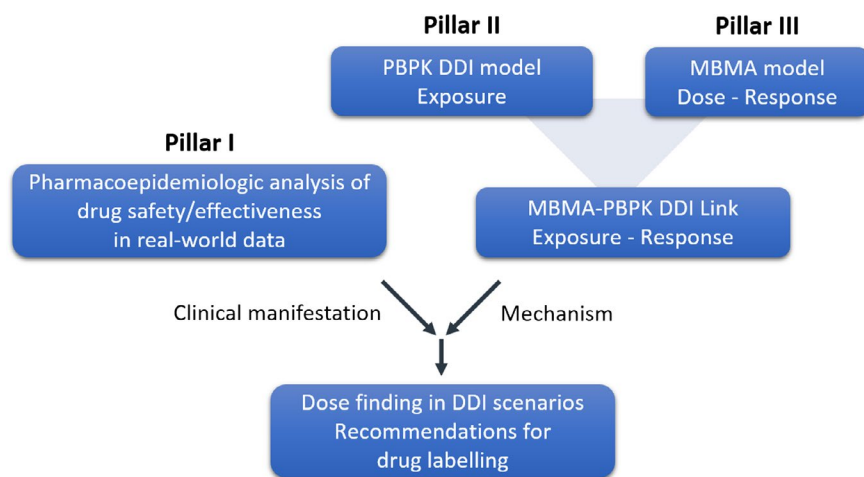 Pillar II
PBPK DDI model
Exposure
Pillar III
MBMA model
Dose - Response
Pillar I
Pharmacoepidemiologic analysis of
drug safety/effectiveness
in real-world data
MBMA-PBPK DDI Link
Exposure - Response
Clinical manifestation
Mechanism
Dose finding in DDI scenarios
Recommendations for
drug labelling